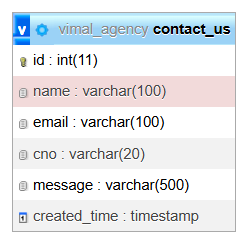 v vimal_agency contact_us
id : int(11)
name : varchar(100)
email : varchar(100)
cno : varchar(20)
message : varchar(500)
created_time : timestamp